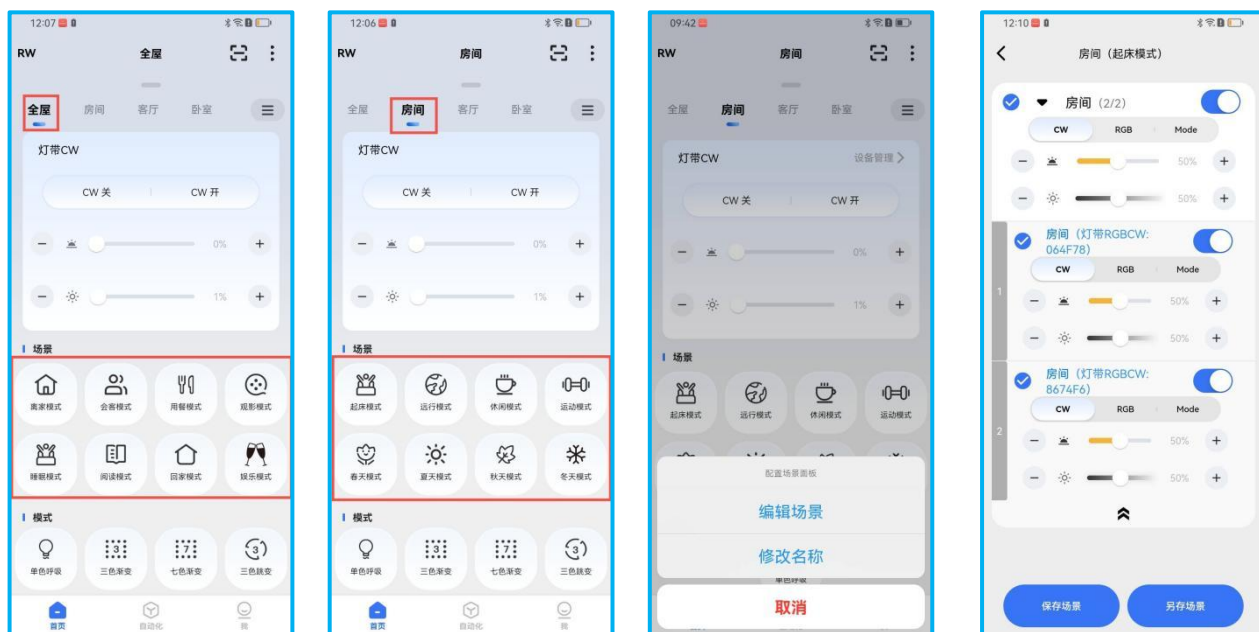 12:07
RW 全屋
全屋 房间 客厅 卧室
灯带CW
CW 关 CW 开
0%
1%
场景
离家模式 会客模式 用餐模式 观影模式
睡眠模式 阅读模式 回家模式 娱乐模式
模式
3 7 3
单色呼吸 三色渐变 七色渐变 三色跳变
首页 自动化 我
12:06
RW 房间
全屋 房间 客厅 卧室
灯带CW
CW 关 CW 开
0%
1%
场景
起床模式 远行模式 休闲模式 运动模式
春天模式 夏天模式 秋天模式 冬天模式
模式
3 7 3
单色呼吸 三色渐变 七色渐变 三色跳变
首页 自动化 我
09:42
RW 房间
全屋 房间 客厅 卧室
灯带CW 设备管理
CW 关 CW 开
0%
1%
场景
起床模式 远行模式 休闲模式 运动模式
配置场景面板
编辑场景
修改名称
单色呼吸
取消
12:10
房间（起床模式）
房间（2/2）
CW RGB Mode
50%
50%
1
房间（灯带RGBCW:
064F78）
CW RGB Mode
50%
50%
2
房间（灯带RGBCW:
8674F6）
CW RGB Mode
50%
50%
保存场景 另存场景